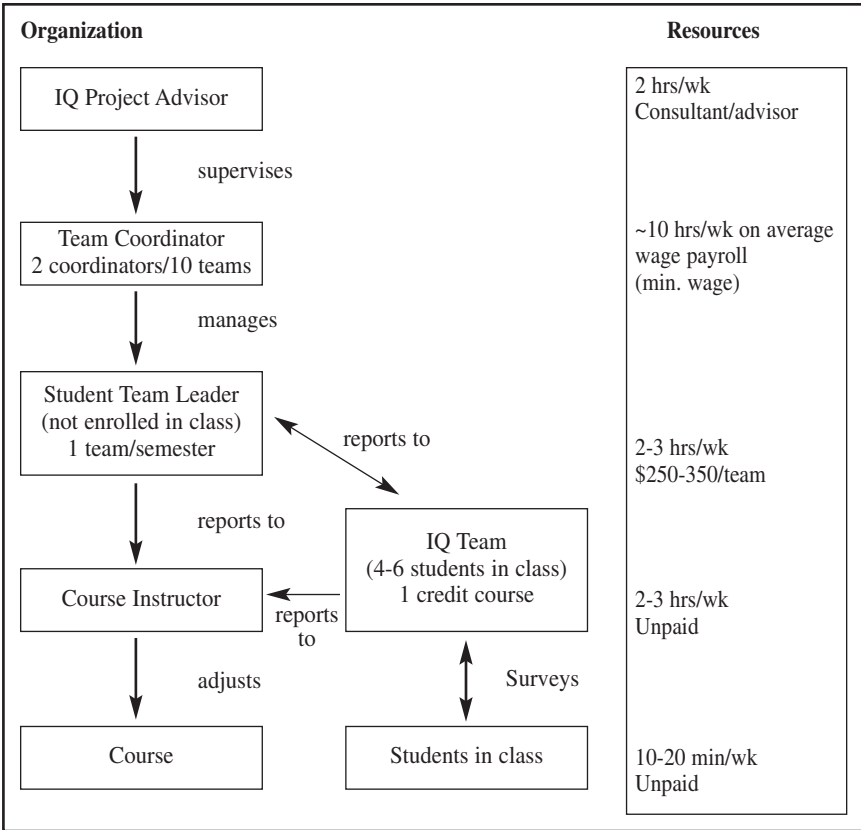 Organization
Resources
IQ Project Advisor
2 hrs/wk
Consultant/advisor
supervises
Team Coordinator
2 coordinators/10 teams
~10 hrs/wk on average
wage payroll
(min. wage)
manages
Student Team Leader
(not enrolled in class)
1 team/semester
reports to
2-3 hrs/wk
$250-350/team
reports to
IQ Team
(4-6 students in class)
1 credit course
Course Instructor
reports
to
2-3 hrs/wk
Unpaid
adjusts
Surveys
Course
Students in class
10-20 min/wk
Unpaid